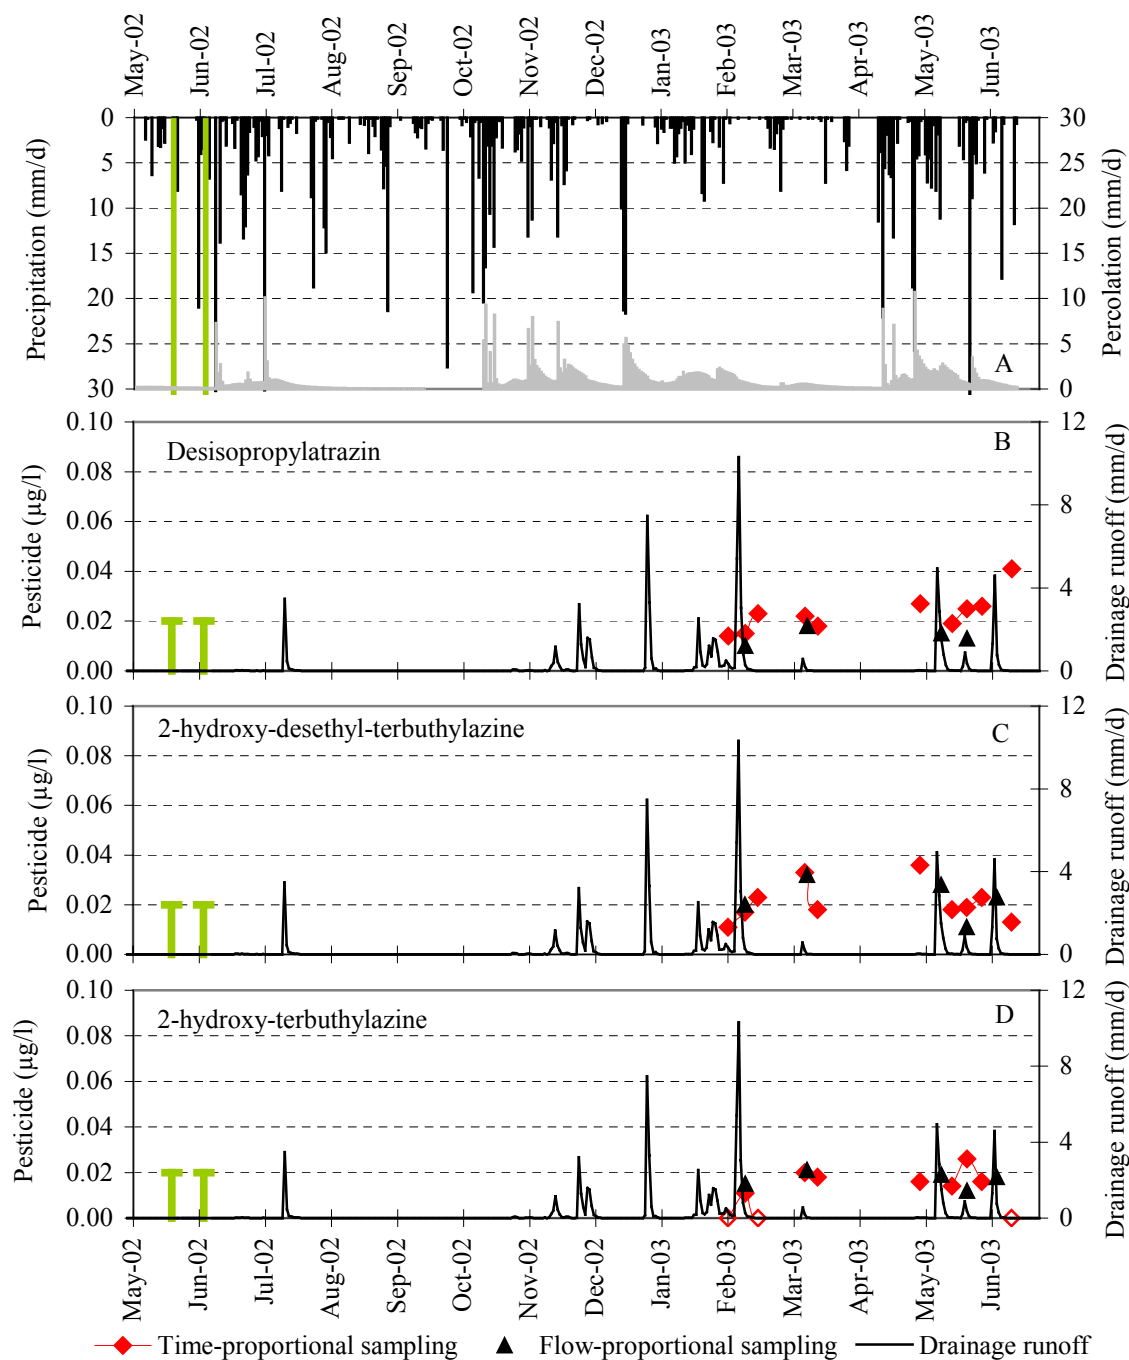 May-02 Jun-02 Jul-02 Aug-02 Sep-02 Oct-02 Nov-02 Dec-02 Jan-03 Feb-03 Mar-03 Apr-03 May-03 Jun-03
Precipitation (mm/d)
0
5
10
15
20
25
30
Percolation (mm/d)
30
25
20
15
10
5
0
A
Pesticide (µg/l)
0.10
0.08
0.06
0.04
0.02
0.00
Desisopropylatrazin
B
Drainage runoff (mm/d)
12
8
4
0
Pesticide (µg/l)
0.10
0.08
0.06
0.04
0.02
0.00
2-hydroxy-desethyl-terbuthylazine
C
Drainage runoff (mm/d)
12
8
4
0
Pesticide (µg/l)
0.10
0.08
0.06
0.04
0.02
0.00
2-hydroxy-terbuthylazine
D
Drainage runoff (mm/d)
12
8
4
0
May-02 Jun-02 Jul-02 Aug-02 Sep-02 Oct-02 Nov-02 Dec-02 Jan-03 Feb-03 Mar-03 Apr-03 May-03 Jun-03
Time-proportional sampling Flow-proportional sampling Drainage runoff